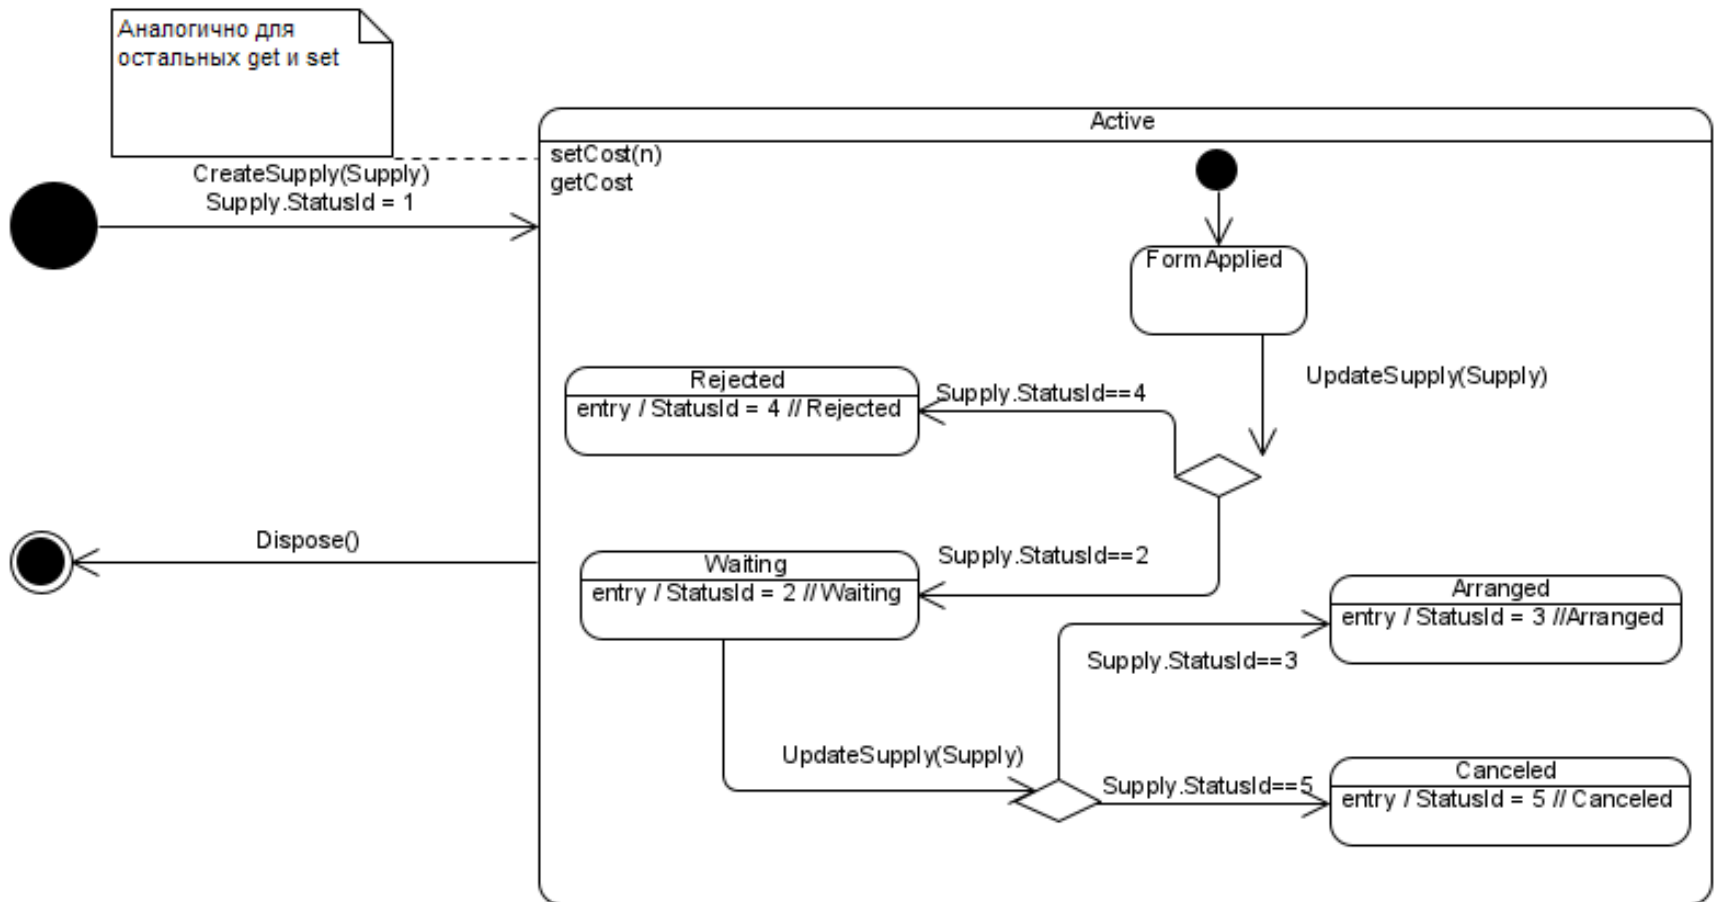 Аналогично для
остальных get и set
CreateSupply(Supply)
Supply.StatusId = 1
Active
setCost(n)
getCost
FormApplied
UpdateSupply(Supply)
Rejected
entry / StatusId = 4 // Rejected
Supply.StatusId==4
Dispose()
Waiting
entry / StatusId = 2 // Waiting
Supply.StatusId==2
Arranged
entry / StatusId = 3 //Arranged
Supply.StatusId==3
UpdateSupply(Supply)
Supply.StatusId==5
Canceled
entry / StatusId = 5 // Canceled